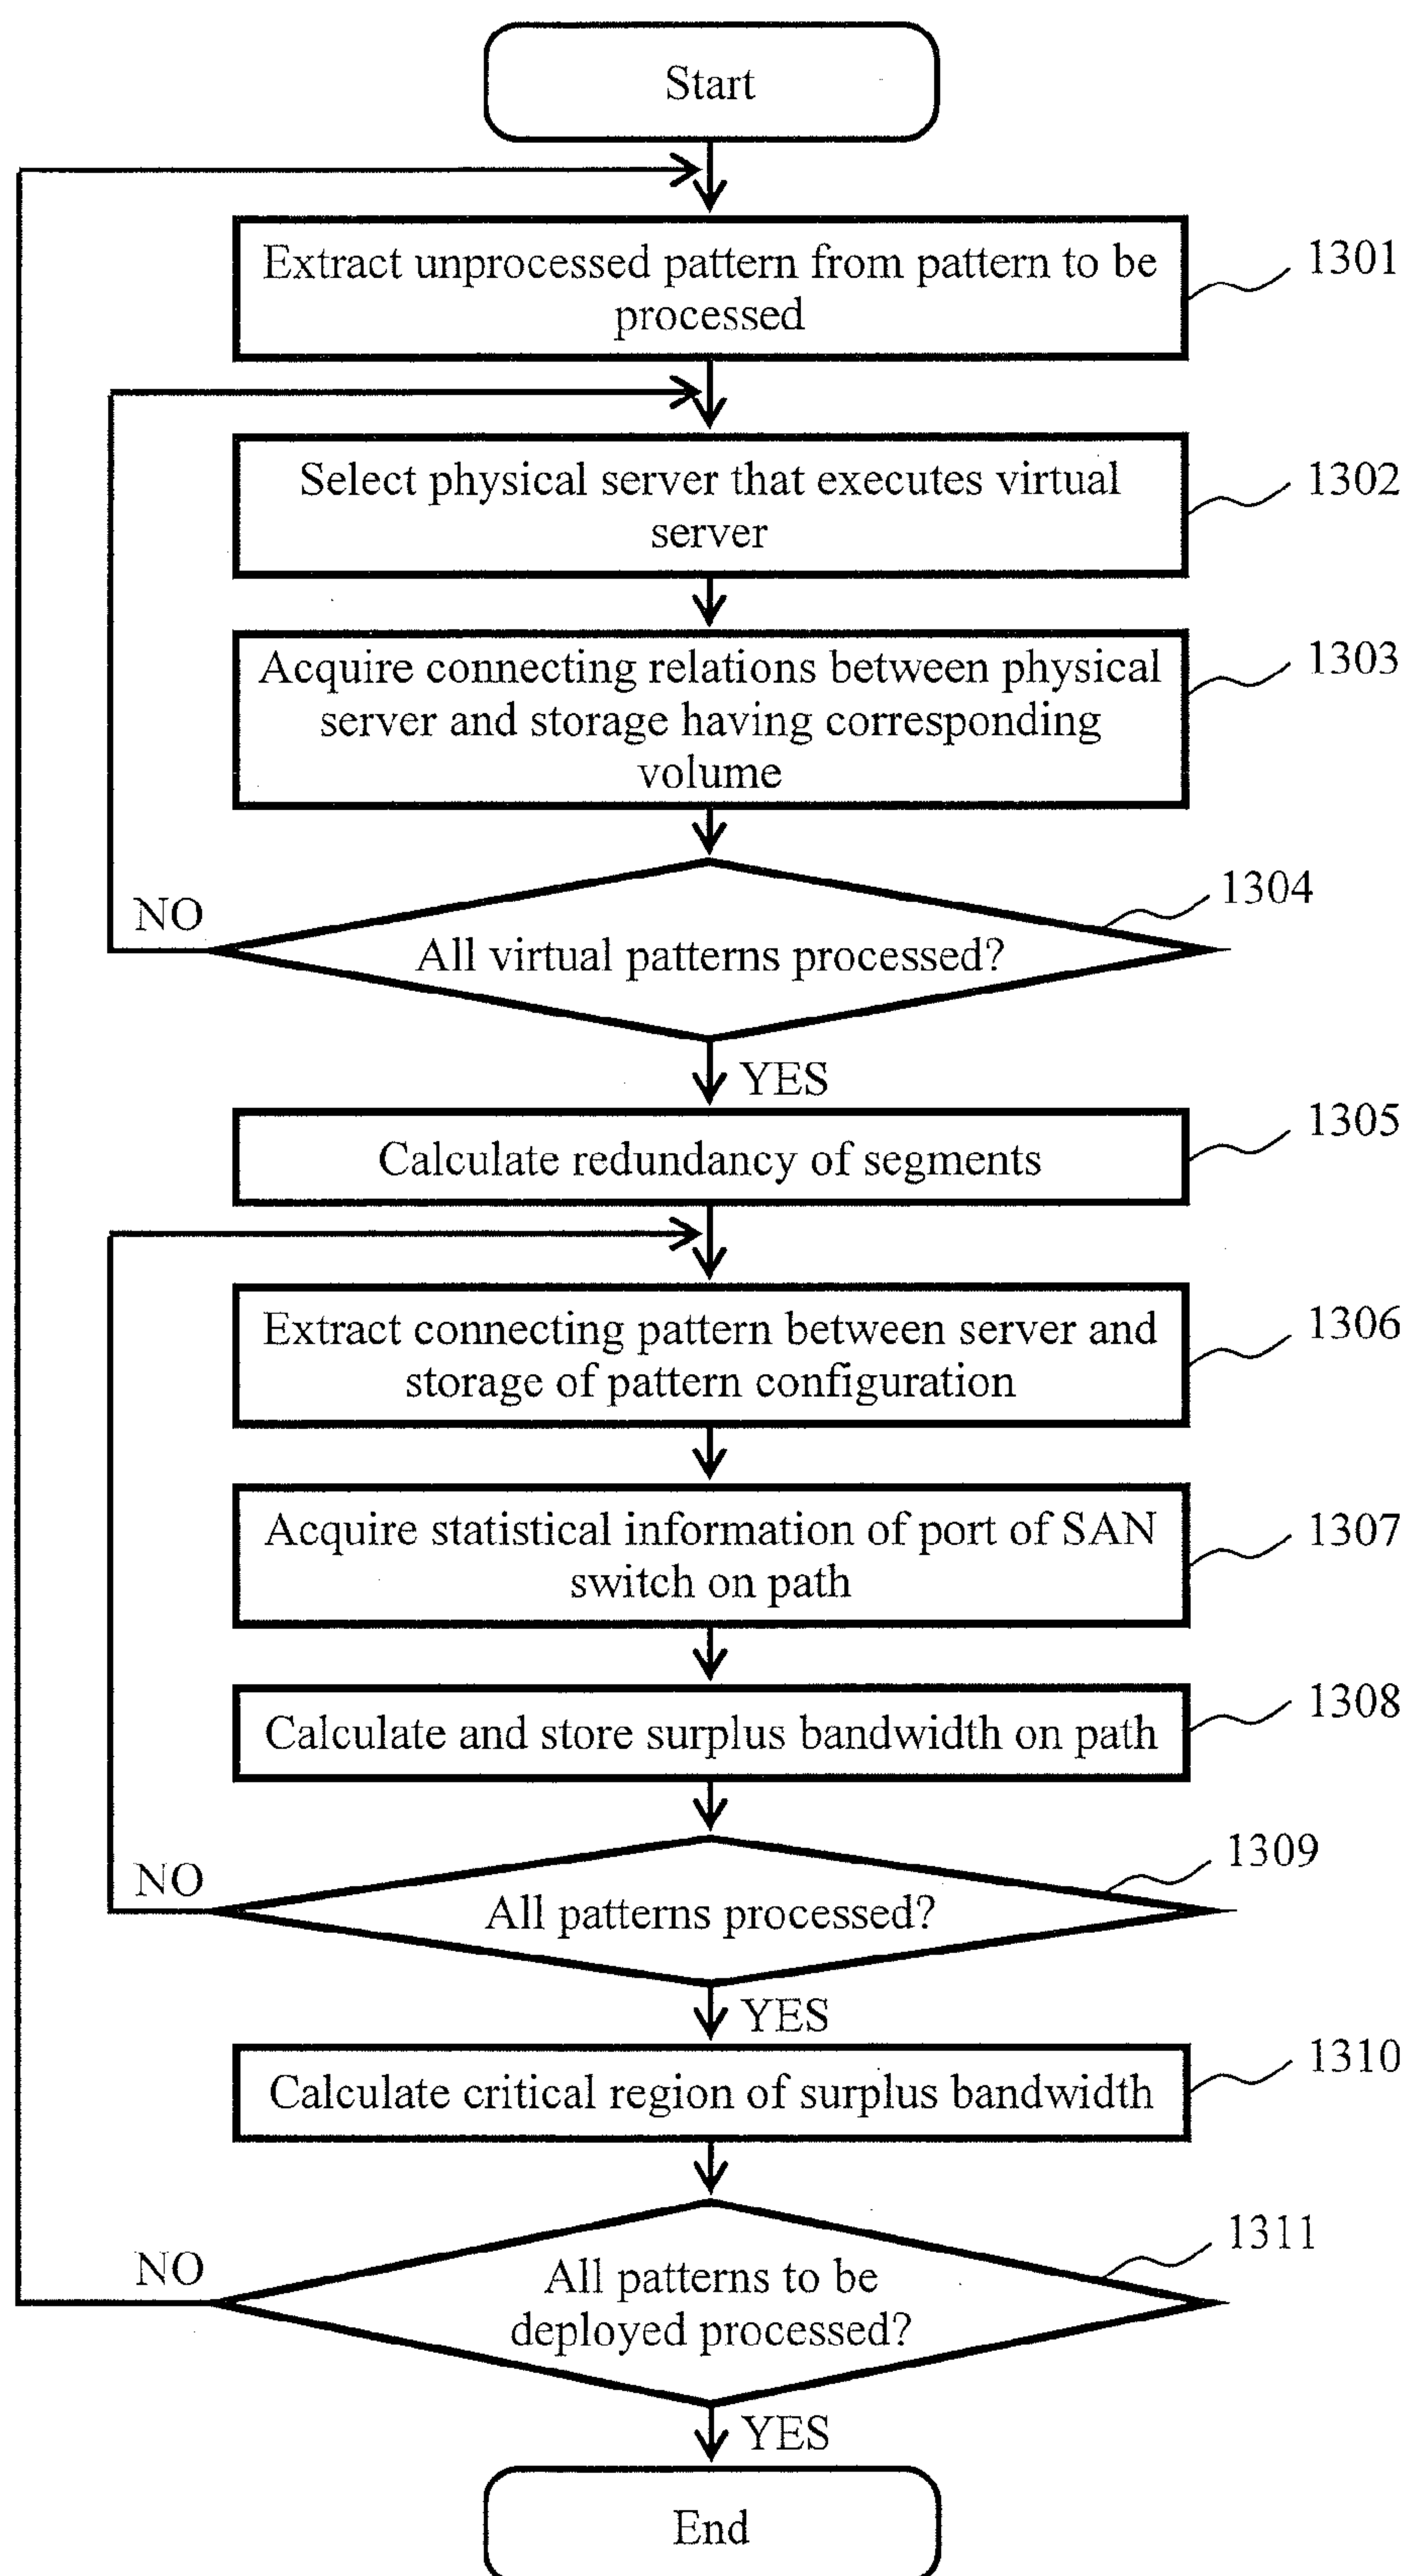 Start
Extract unprocessed pattern from pattern to be
processed
1301
Select physical server that executes virtual
server
1302
Acquire connecting relations between physical
server and storage having corresponding
volume
1303
NO
All virtual patterns processed?
1304
YES
Calculate redundancy of segments
1305
Extract connecting pattern between server and
storage of pattern configuration
1306
Acquire statistical information of port of SAN
switch on path
1307
Calculate and store surplus bandwidth on path
1308
NO
All patterns processed?
1309
YES
Calculate critical region of surplus bandwidth
1310
NO
All patterns to be
deployed processed?
1311
YES
End